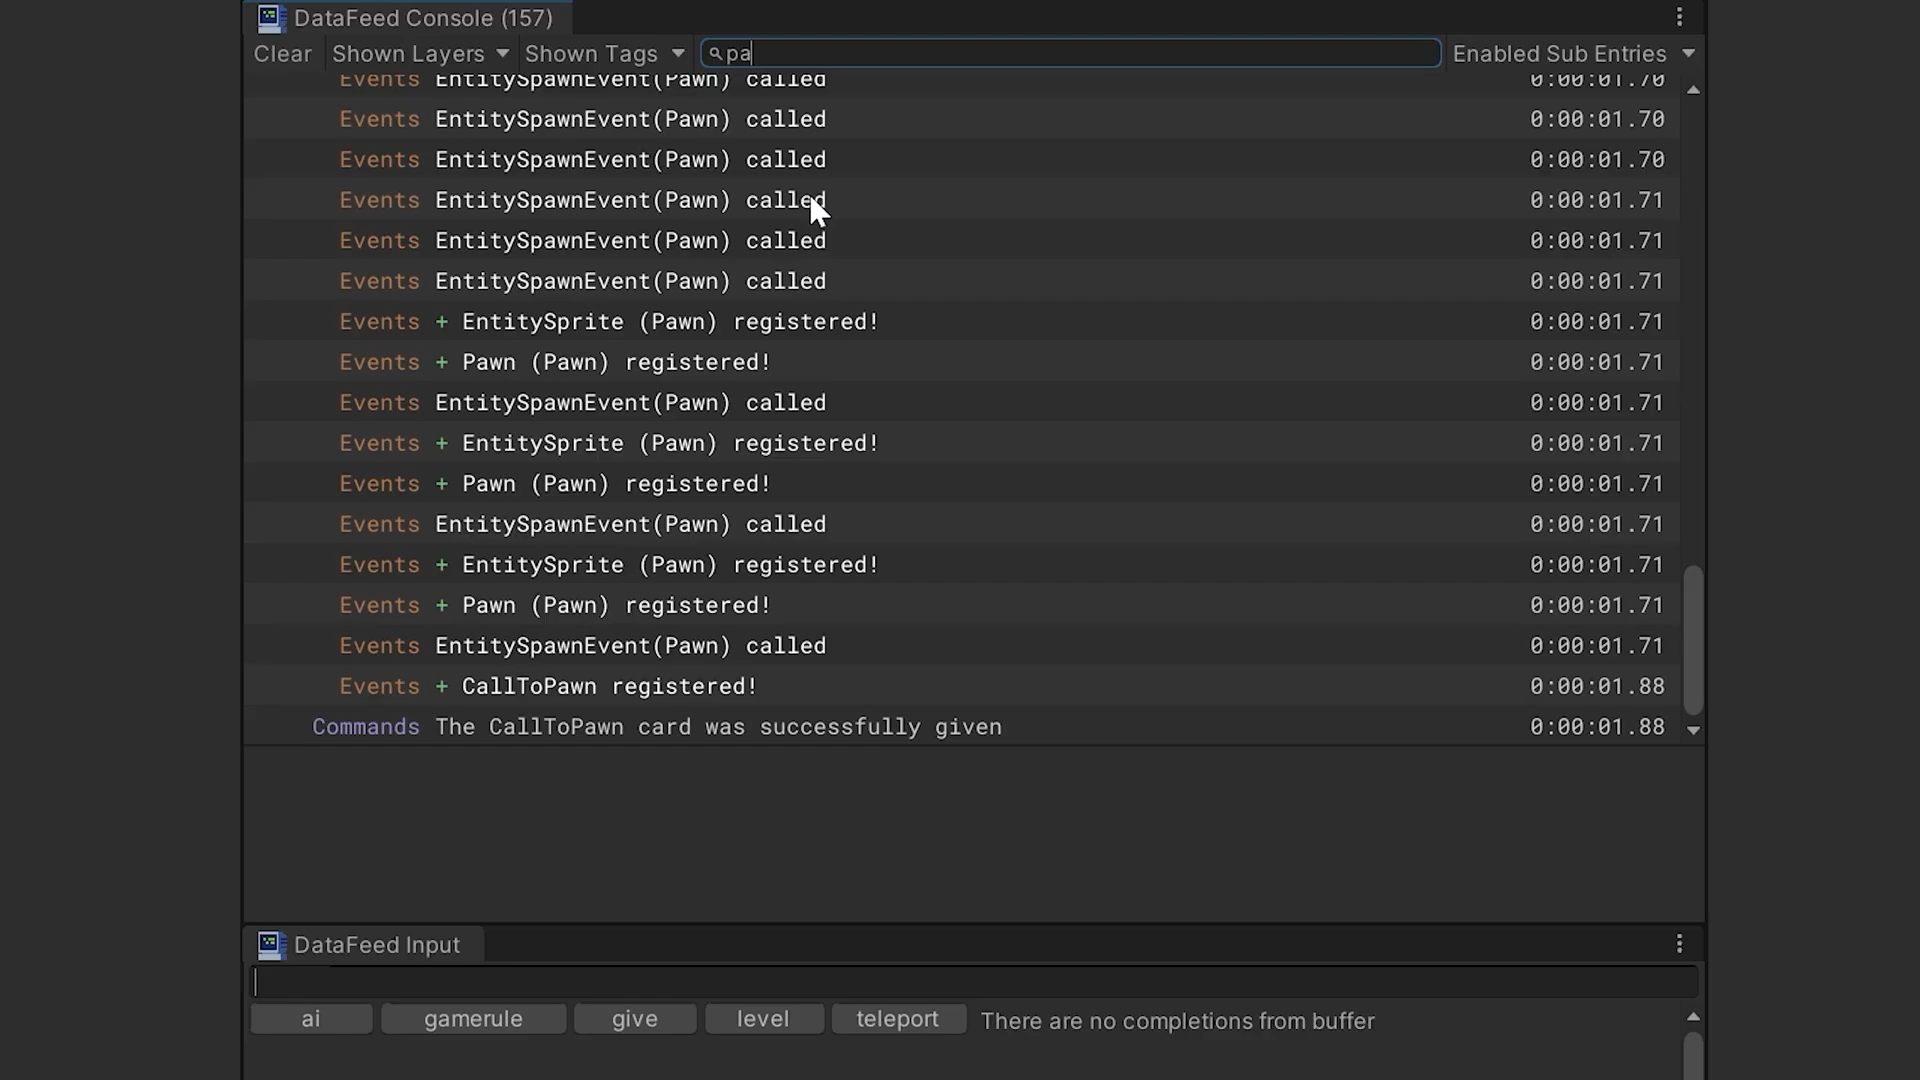 DataFeed Console (157)
Clear Shown Layers Shown Tags pa Enabled Sub Entries
Events EntitySpawnEvent(Pawn) called 0:00:01.70
Events EntitySpawnEvent(Pawn) called 0:00:01.70
Events EntitySpawnEvent(Pawn) called 0:00:01.70
Events EntitySpawnEvent(Pawn) called 0:00:01.71
Events EntitySpawnEvent(Pawn) called 0:00:01.71
Events EntitySpawnEvent(Pawn) called 0:00:01.71
Events + EntitySprite (Pawn) registered! 0:00:01.71
Events + Pawn (Pawn) registered! 0:00:01.71
Events EntitySpawnEvent(Pawn) called 0:00:01.71
Events + EntitySprite (Pawn) registered! 0:00:01.71
Events + Pawn (Pawn) registered! 0:00:01.71
Events EntitySpawnEvent(Pawn) called 0:00:01.71
Events + EntitySprite (Pawn) registered! 0:00:01.71
Events + Pawn (Pawn) registered! 0:00:01.71
Events EntitySpawnEvent(Pawn) called 0:00:01.71
Events + CallToPawn registered! 0:00:01.88
Commands The CallToPawn card was successfully given 0:00:01.88
DataFeed Input
ai gamerule give level teleport There are no completions from buffer